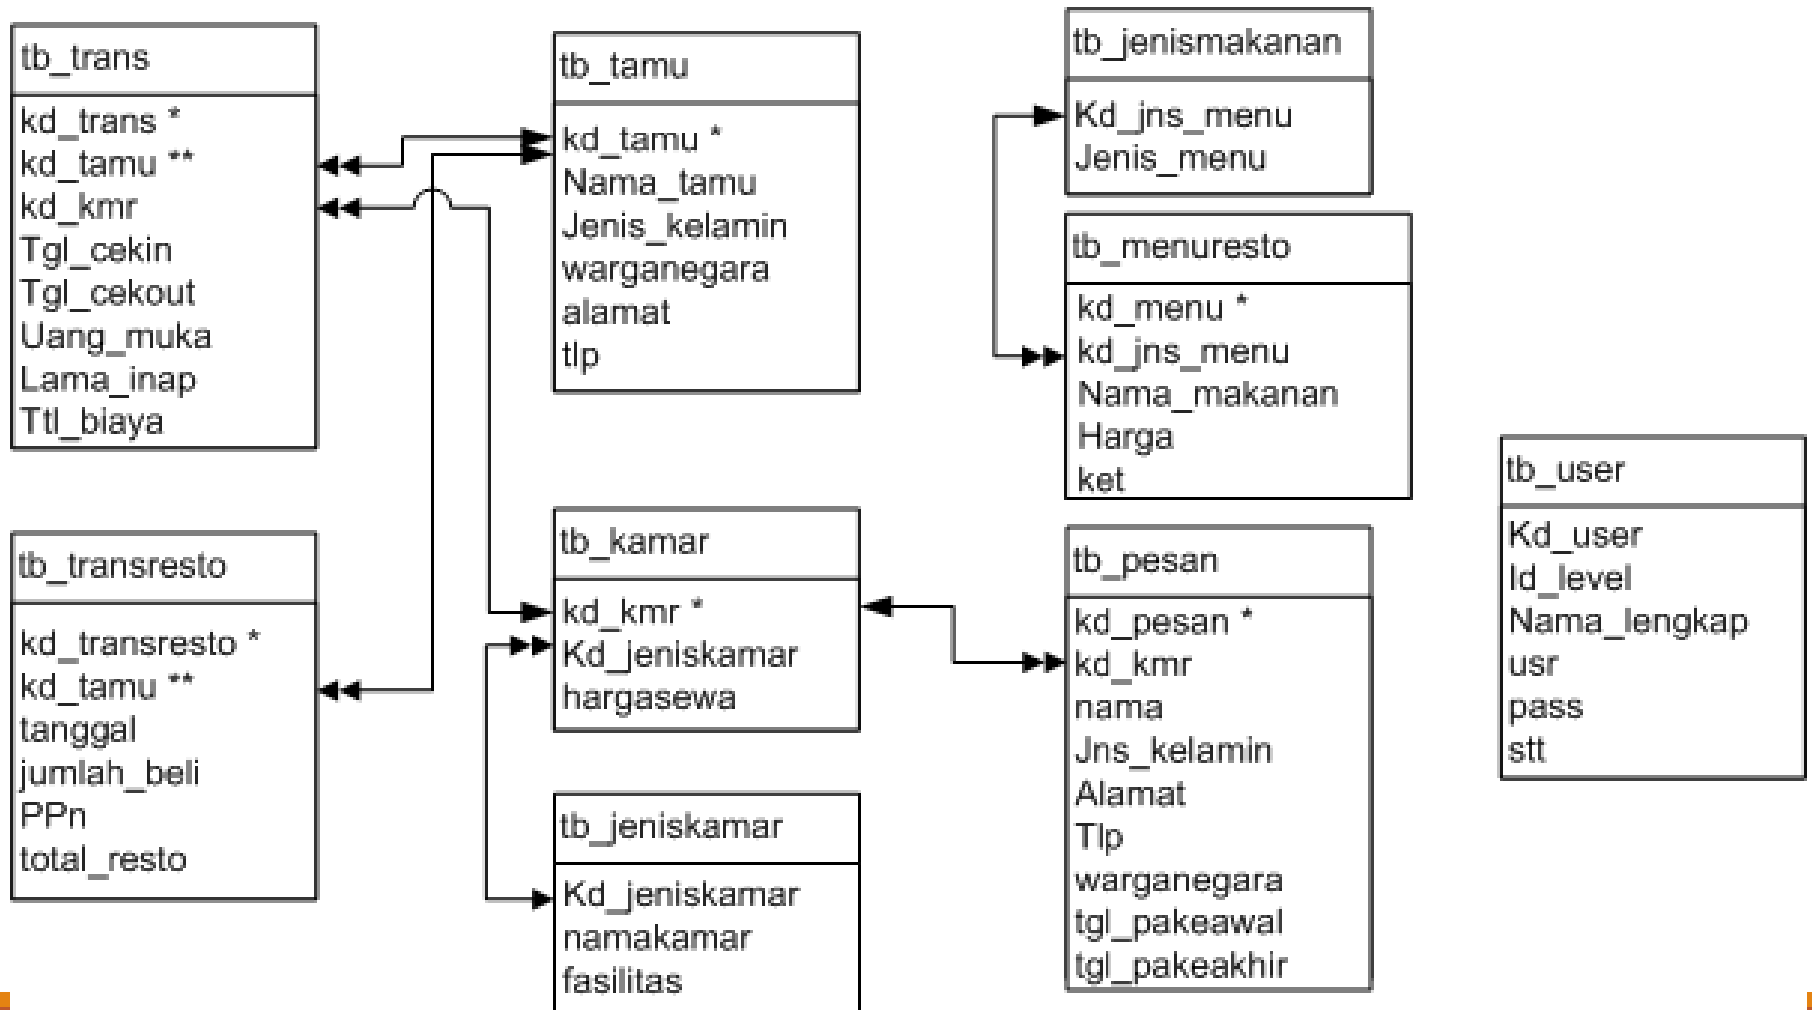 tb_trans
kd_trans *
kd_tamu **
kd_kmr
Tgl_cekin
Tgl_cekout
Uang_muka
Lama_inap
Ttl_biaya
tb_transresto
kd_transresto *
kd_tamu **
tanggal
jumlah_beli
PPn
total_resto
tb_tamu
kd_tamu *
Nama_tamu
Jenis_kelamin
warganegara
alamat
tlp
tb_kamar
kd_kmr *
Kd_jeniskamar
hargasewa
tb_jeniskamar
Kd_jeniskamar
namakamar
fasilitas
tb_jenismakanan
Kd_jns_menu
Jenis_menu
tb_menuresto
kd_menu *
kd_jns_menu
Nama_makanan
Harga
ket
tb_pesan
kd_pesan *
kd_kmr
nama
Jns_kelamin
Alamat
Tlp
warganegara
tgl_pakeawal
tgl_pakeakhir
tb_user
Kd_user
Id_level
Nama_lengkap
usr
pass
stt